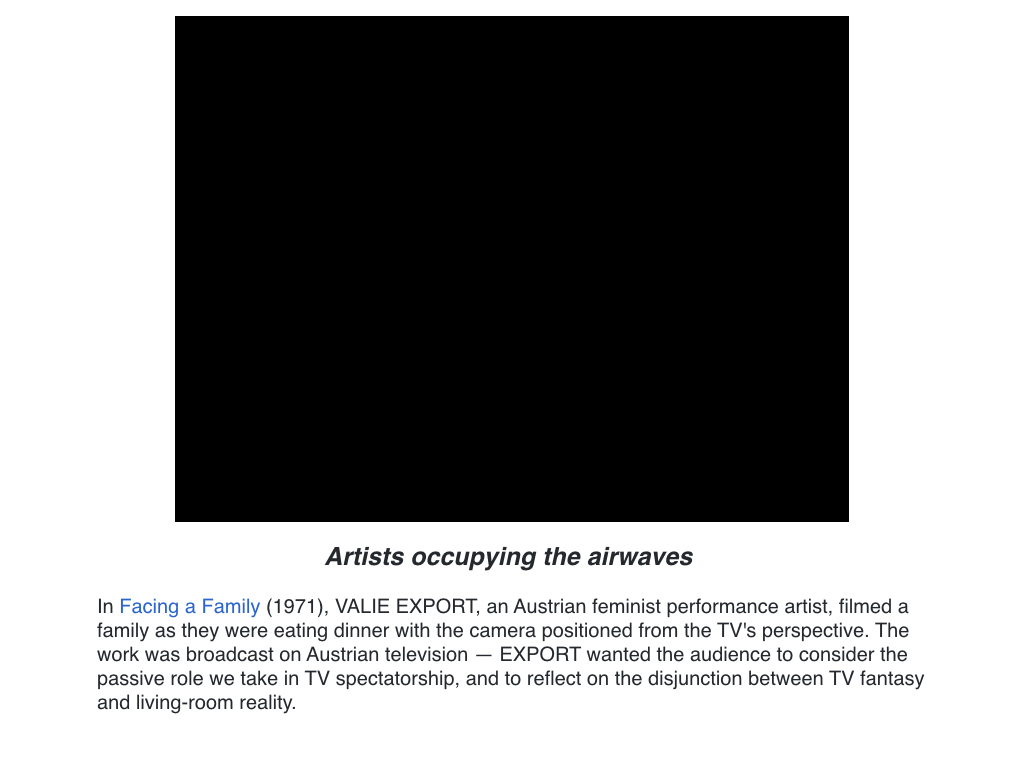 Artists occupying the airwaves
In Facing a Family (1971), VALIE EXPORT, an Austrian feminist performance artist, filmed a
family as they were eating dinner with the camera positioned from the TV's perspective. The
work was broadcast on Austrian television — EXPORT wanted the audience to consider the
passive role we take in TV spectatorship, and to reflect on the disjunction between TV fantasy
and living-room reality.